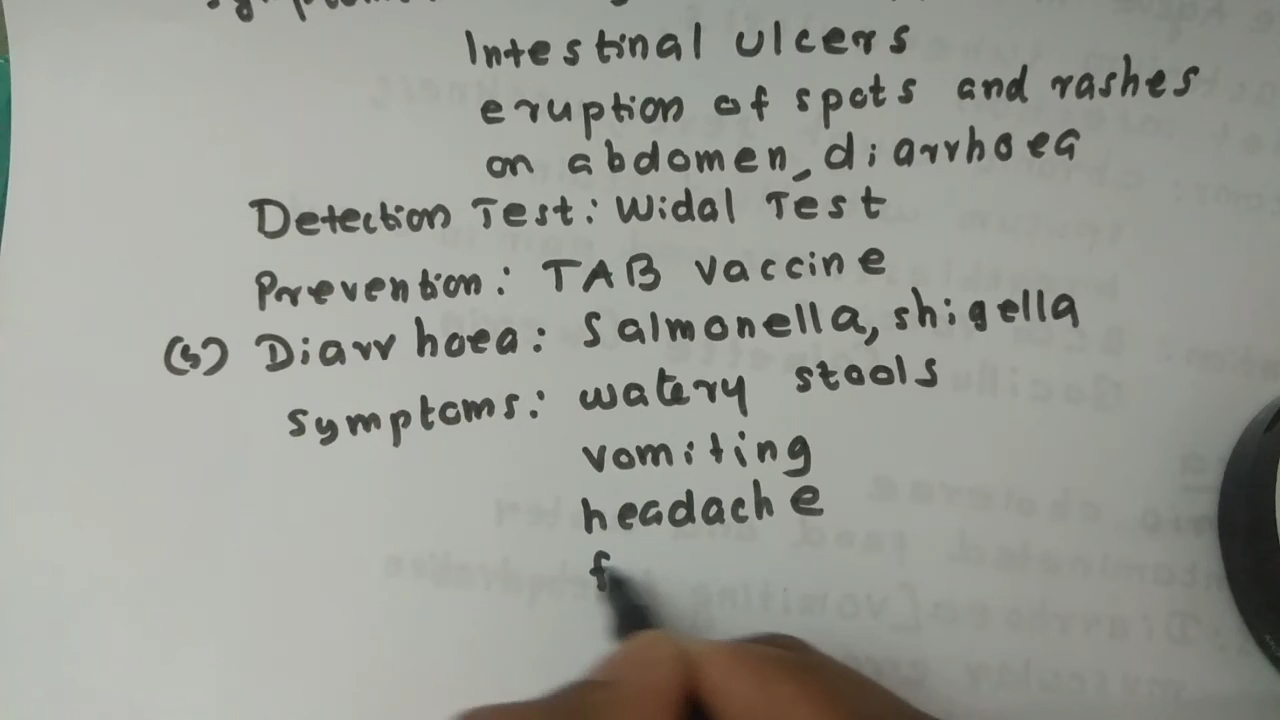 Symptoms:
Intestinal ulcers
eruption of spots and rashes
on abdomen, diarrhoea
Detection Test: Widal Test
Prevention: TAB vaccine
(5) Diarrhoea: Salmonella, shigella
Symptoms: watery stools
vomiting
headache
f